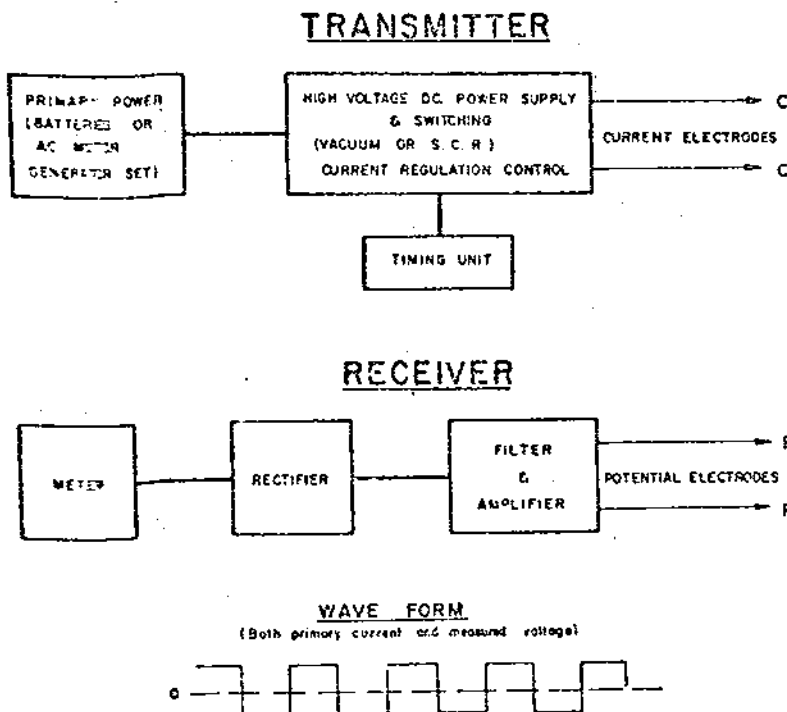 TRANSMITTER
PRIMARY POWER
(BATTERIES OR
AC METER
GENERATOR SET)
HIGH VOLTAGE DC. POWER SUPPLY
& SWITCHING
(VACUUM OR S.C.R.)
CURRENT REGULATION CONTROL
C
CURRENT ELECTRODES
C
TIMING UNIT
RECEIVER
METER
RECTIFIER
FILTER
&
AMPLIFIER
P
POTENTIAL ELECTRODES
P
WAVE FORM
(Both primary current and measured voltage)
0